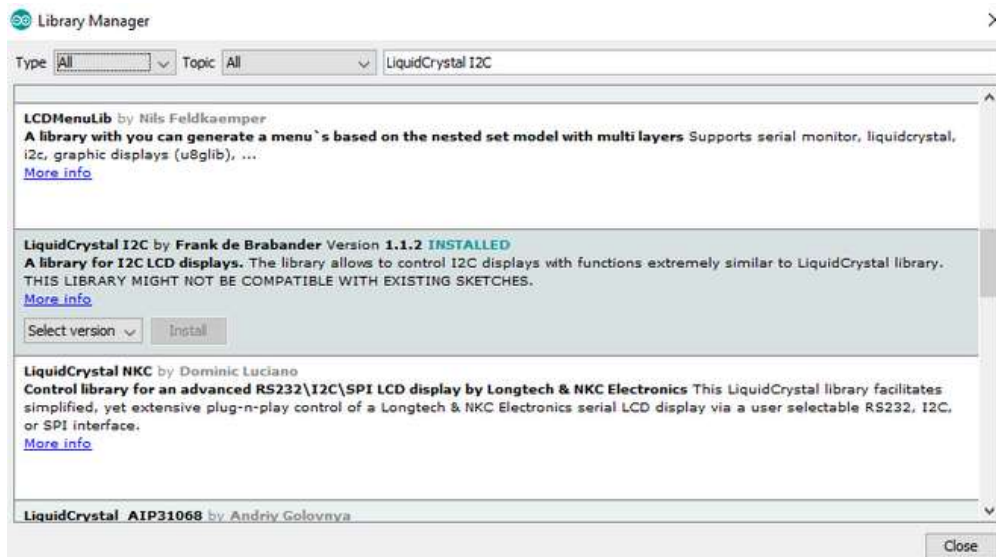 Library Manager
Type All Topic All LiquidCrystal I2C
LCDMenuLib by Nils Feldkaemper
A library with you can generate a menu`s based on the nested set model with multi layers Supports serial monitor, liquidcrystal,
i2c, graphic displays (u8glib), ...
More info
LiquidCrystal I2C by Frank de Brabander Version 1.1.2 INSTALLED
A library for I2C LCD displays. The library allows to control I2C displays with functions extremely similar to LiquidCrystal library.
THIS LIBRARY MIGHT NOT BE COMPATIBLE WITH EXISTING SKETCHES.
More info
Select version Install
LiquidCrystal NKC by Dominic Luciano
Control library for an advanced RS232\I2C\SPI LCD display by Longtech & NKC Electronics This LiquidCrystal library facilitates
simplified, yet extensive plug-n-play control of a Longtech & NKC Electronics serial LCD display via a user selectable RS232, I2C,
or SPI interface.
More info
LiquidCrystal_AIP31068 by Andriy Golovnya
Close